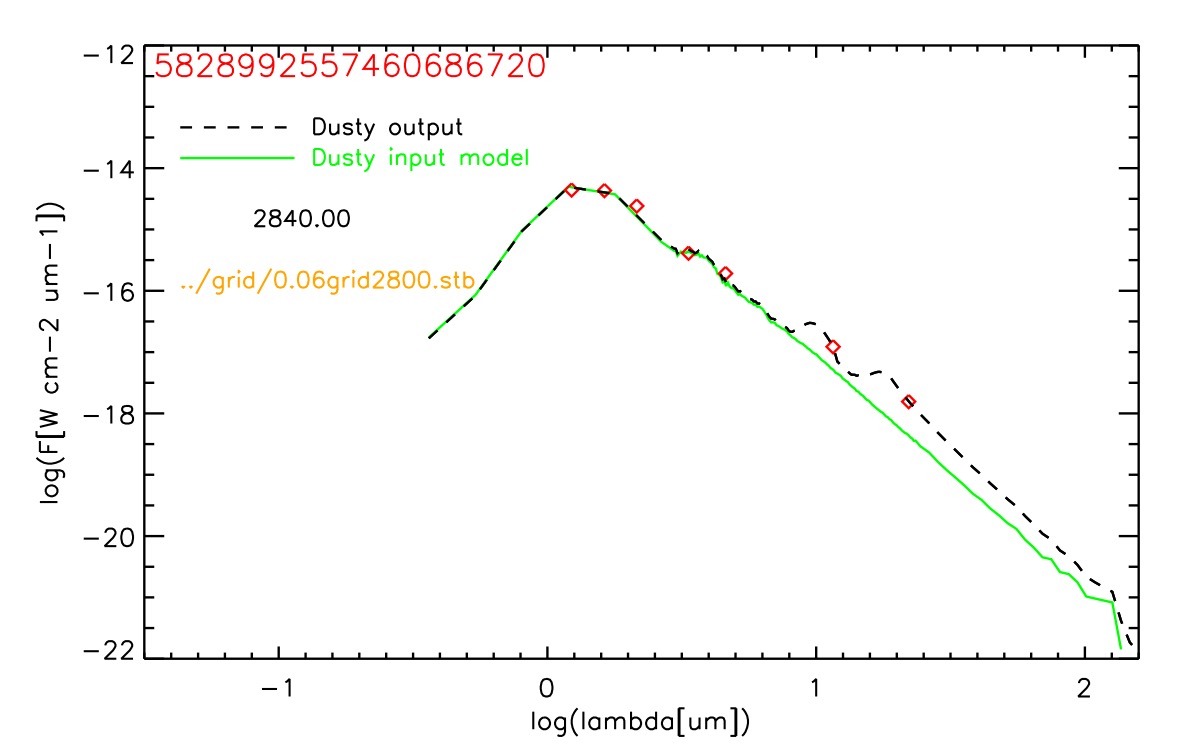 5828992557460686720
Dusty output
Dusty input model
2840.00
../grid/0.06grid2800.stb
log(F[W cm-2 um-1])
-12
-14
-16
-18
-20
-22
-1
0
1
2
log(lambda[um])